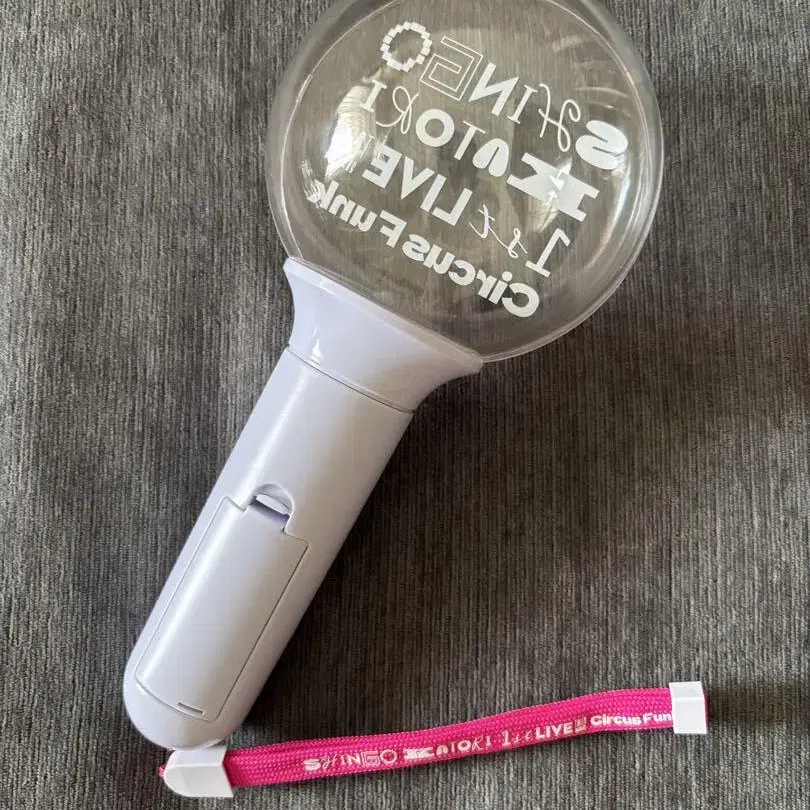 SHINGO
KATORI
1st LIVE
Circus Funk
SHINGO KATORI 1st LIVE Circus Fun